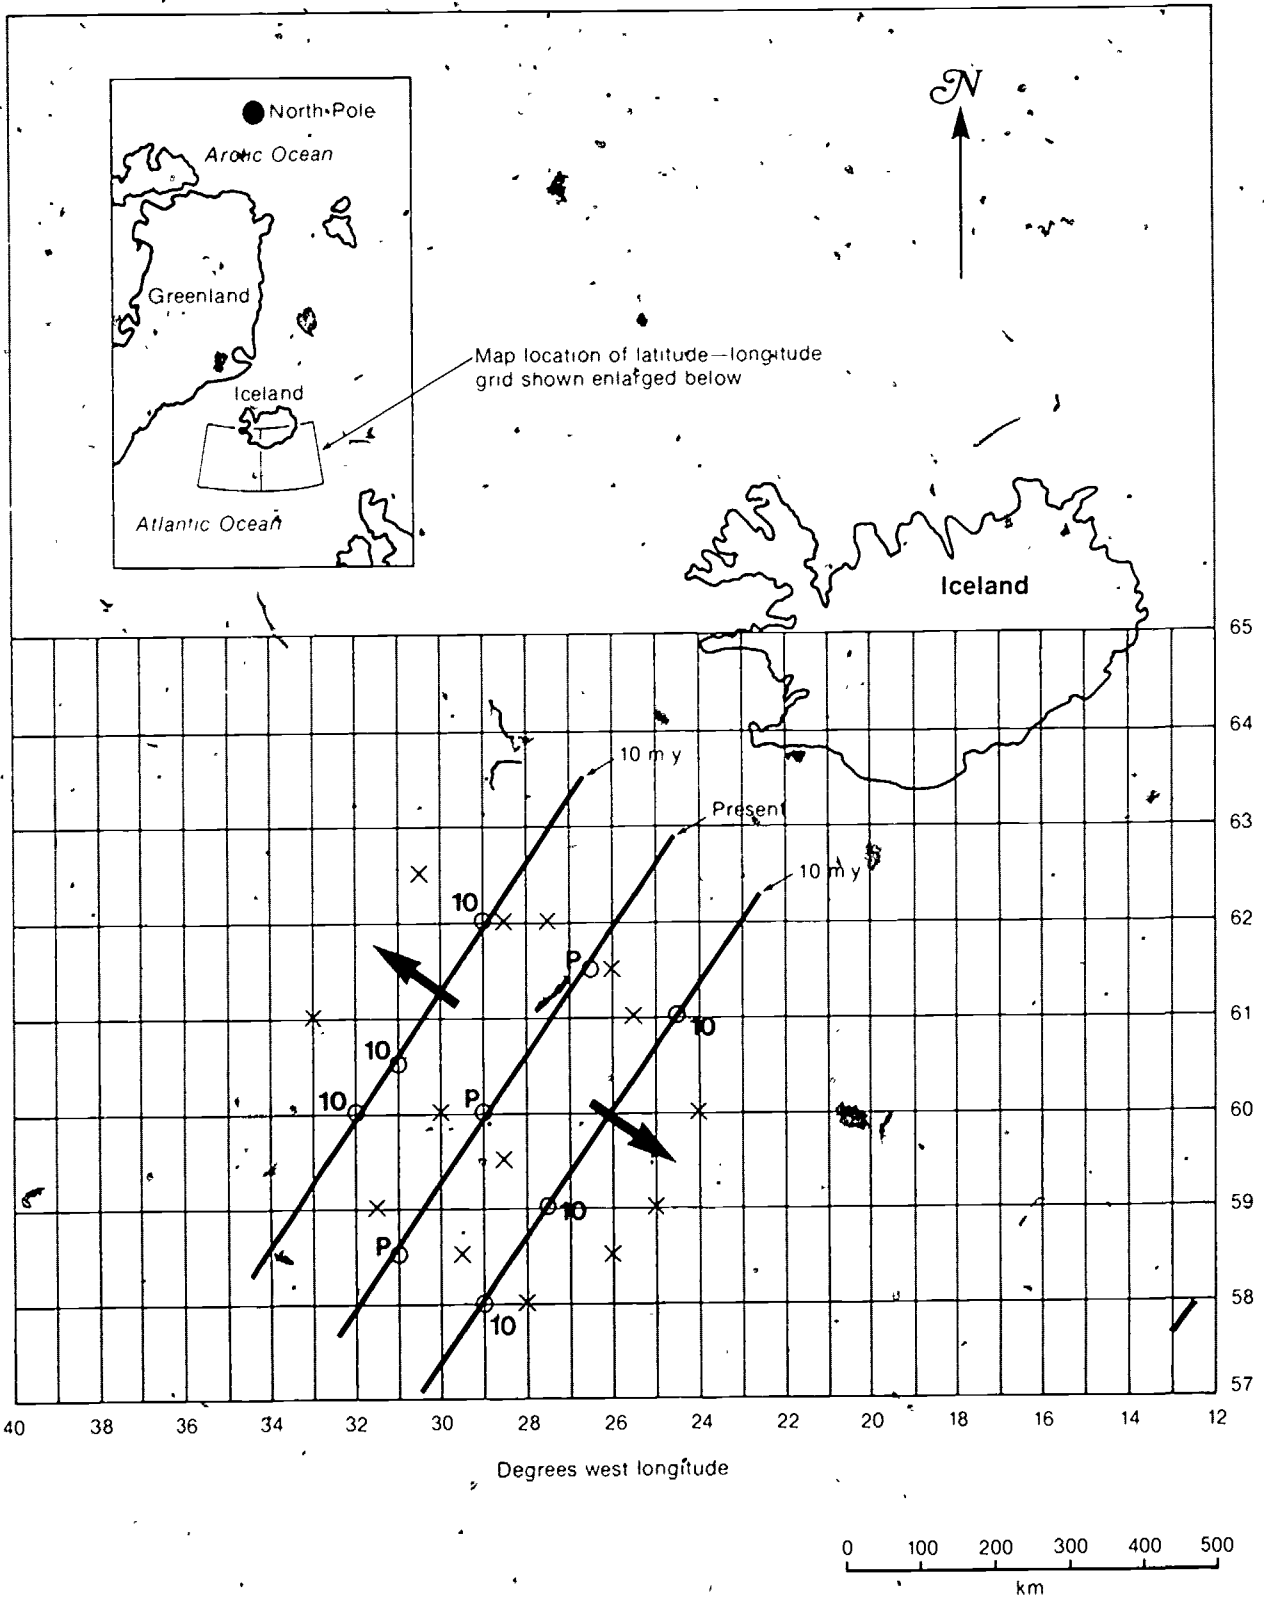 North Pole
Arctic Ocean
N
Greenland
Map location of latitude—longitude
grid shown enlarged below
Iceland
Atlantic Ocean
Iceland
65
64
10 m y
Present
63
10 m y
10
62
P
61
10
10
10
P
60
10
59
P
58
10
57
40 38 36 34 32 30 28 26 24 22 20 18 16 14 12
Degrees west longitude
0 100 200 300 400 500
km